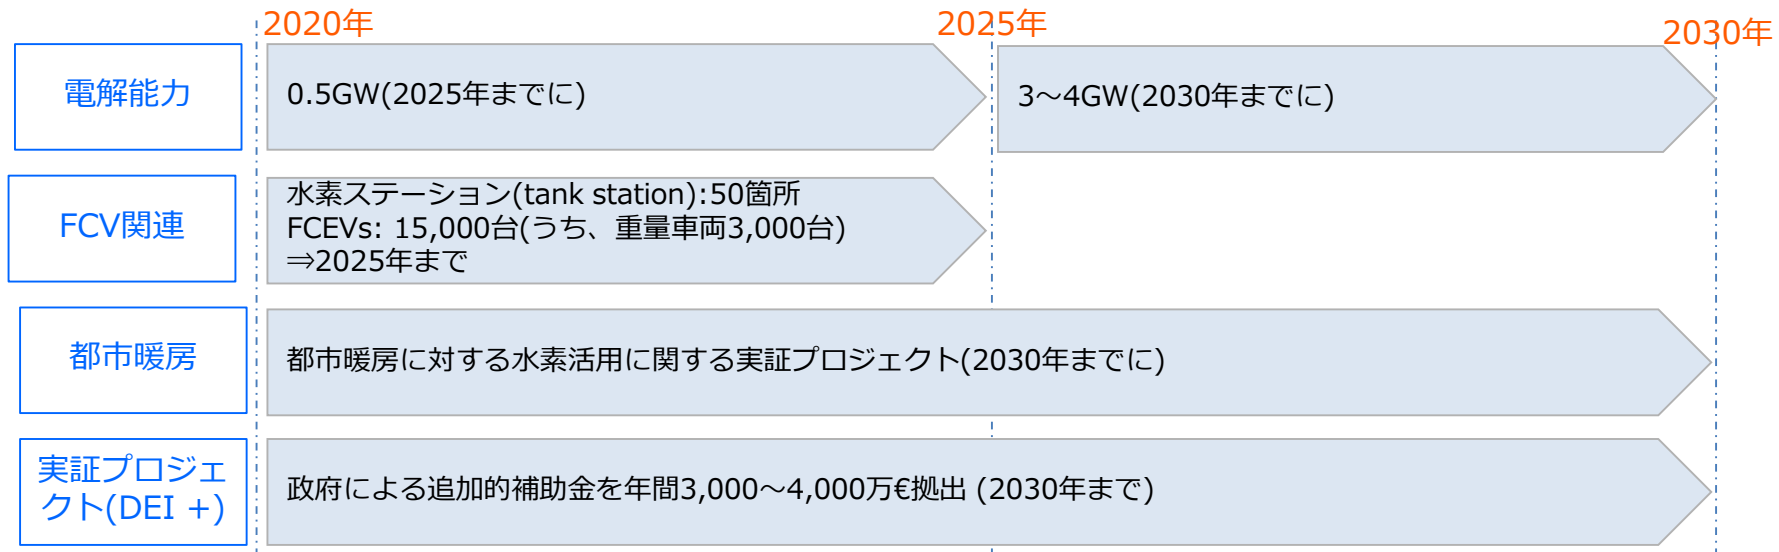 2020年
2025年
2030年
電解能力
0.5GW(2025年までに)
3～4GW(2030年までに)
FCV関連
水素ステーション(tank station):50箇所
FCEVs: 15,000台(うち、重量車両3,000台)
⇒2025年まで
都市暖房
都市暖房に対する水素活用に関する実証プロジェクト(2030年までに)
実証プロジェ
クト(DEI +)
政府による追加的補助金を年間3,000～4,000万€拠出 (2030年まで)